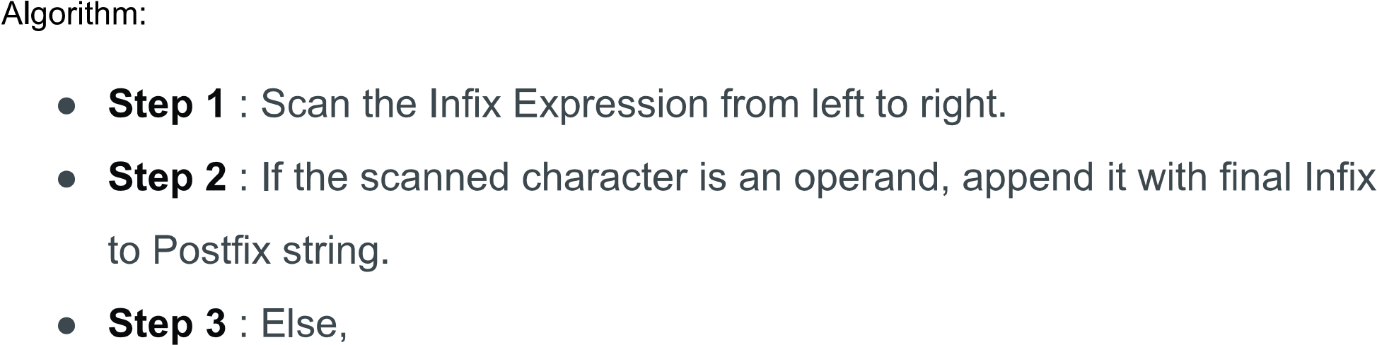 Algorithm:
● Step 1 : Scan the Infix Expression from left to right.
● Step 2 : If the scanned character is an operand, append it with final Infix
to Postfix string.
● Step 3 : Else,